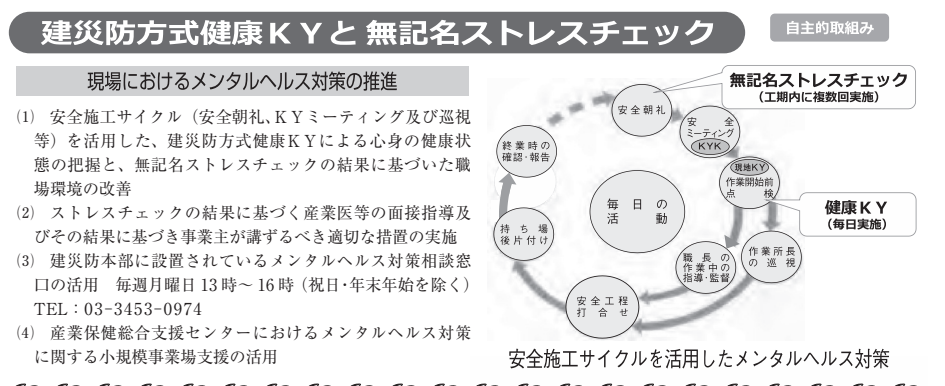 建災防方式健康ＫＹと 無記名ストレスチェック
自主的取組み
現場におけるメンタルヘルス対策の推進
⑴ 安全施工サイクル（安全朝礼、ＫＹミーティング及び巡視
等）を活用した、建災防方式健康ＫＹによる心身の健康状
態の把握と、無記名ストレスチェックの結果に基づいた職
場環境の改善
⑵ ストレスチェックの結果に基づく産業医等の面接指導及
びその結果に基づき事業主が講ずるべき適切な措置の実施
⑶ 建災防本部に設置されているメンタルヘルス対策相談窓
口の活用　毎週月曜日 13 時～ 16 時（祝日・年末年始を除く）
TEL：03-3453-0974
⑷ 産業保健総合支援センターにおけるメンタルヘルス対策
に関する小規模事業場支援の活用
無記名ストレスチェック
（工期内に複数回実施）
安全朝礼
安全
ミーティング
KYK
現地KY
作業開始前
点検
健康ＫＹ
（毎日実施）
作業所長
の巡視
職長の
作業中の
指導・監督
安全工程
打合せ
持ち場
後片付け
終業時の
確認・報告
毎日の
活動
安全施工サイクルを活用したメンタルヘルス対策